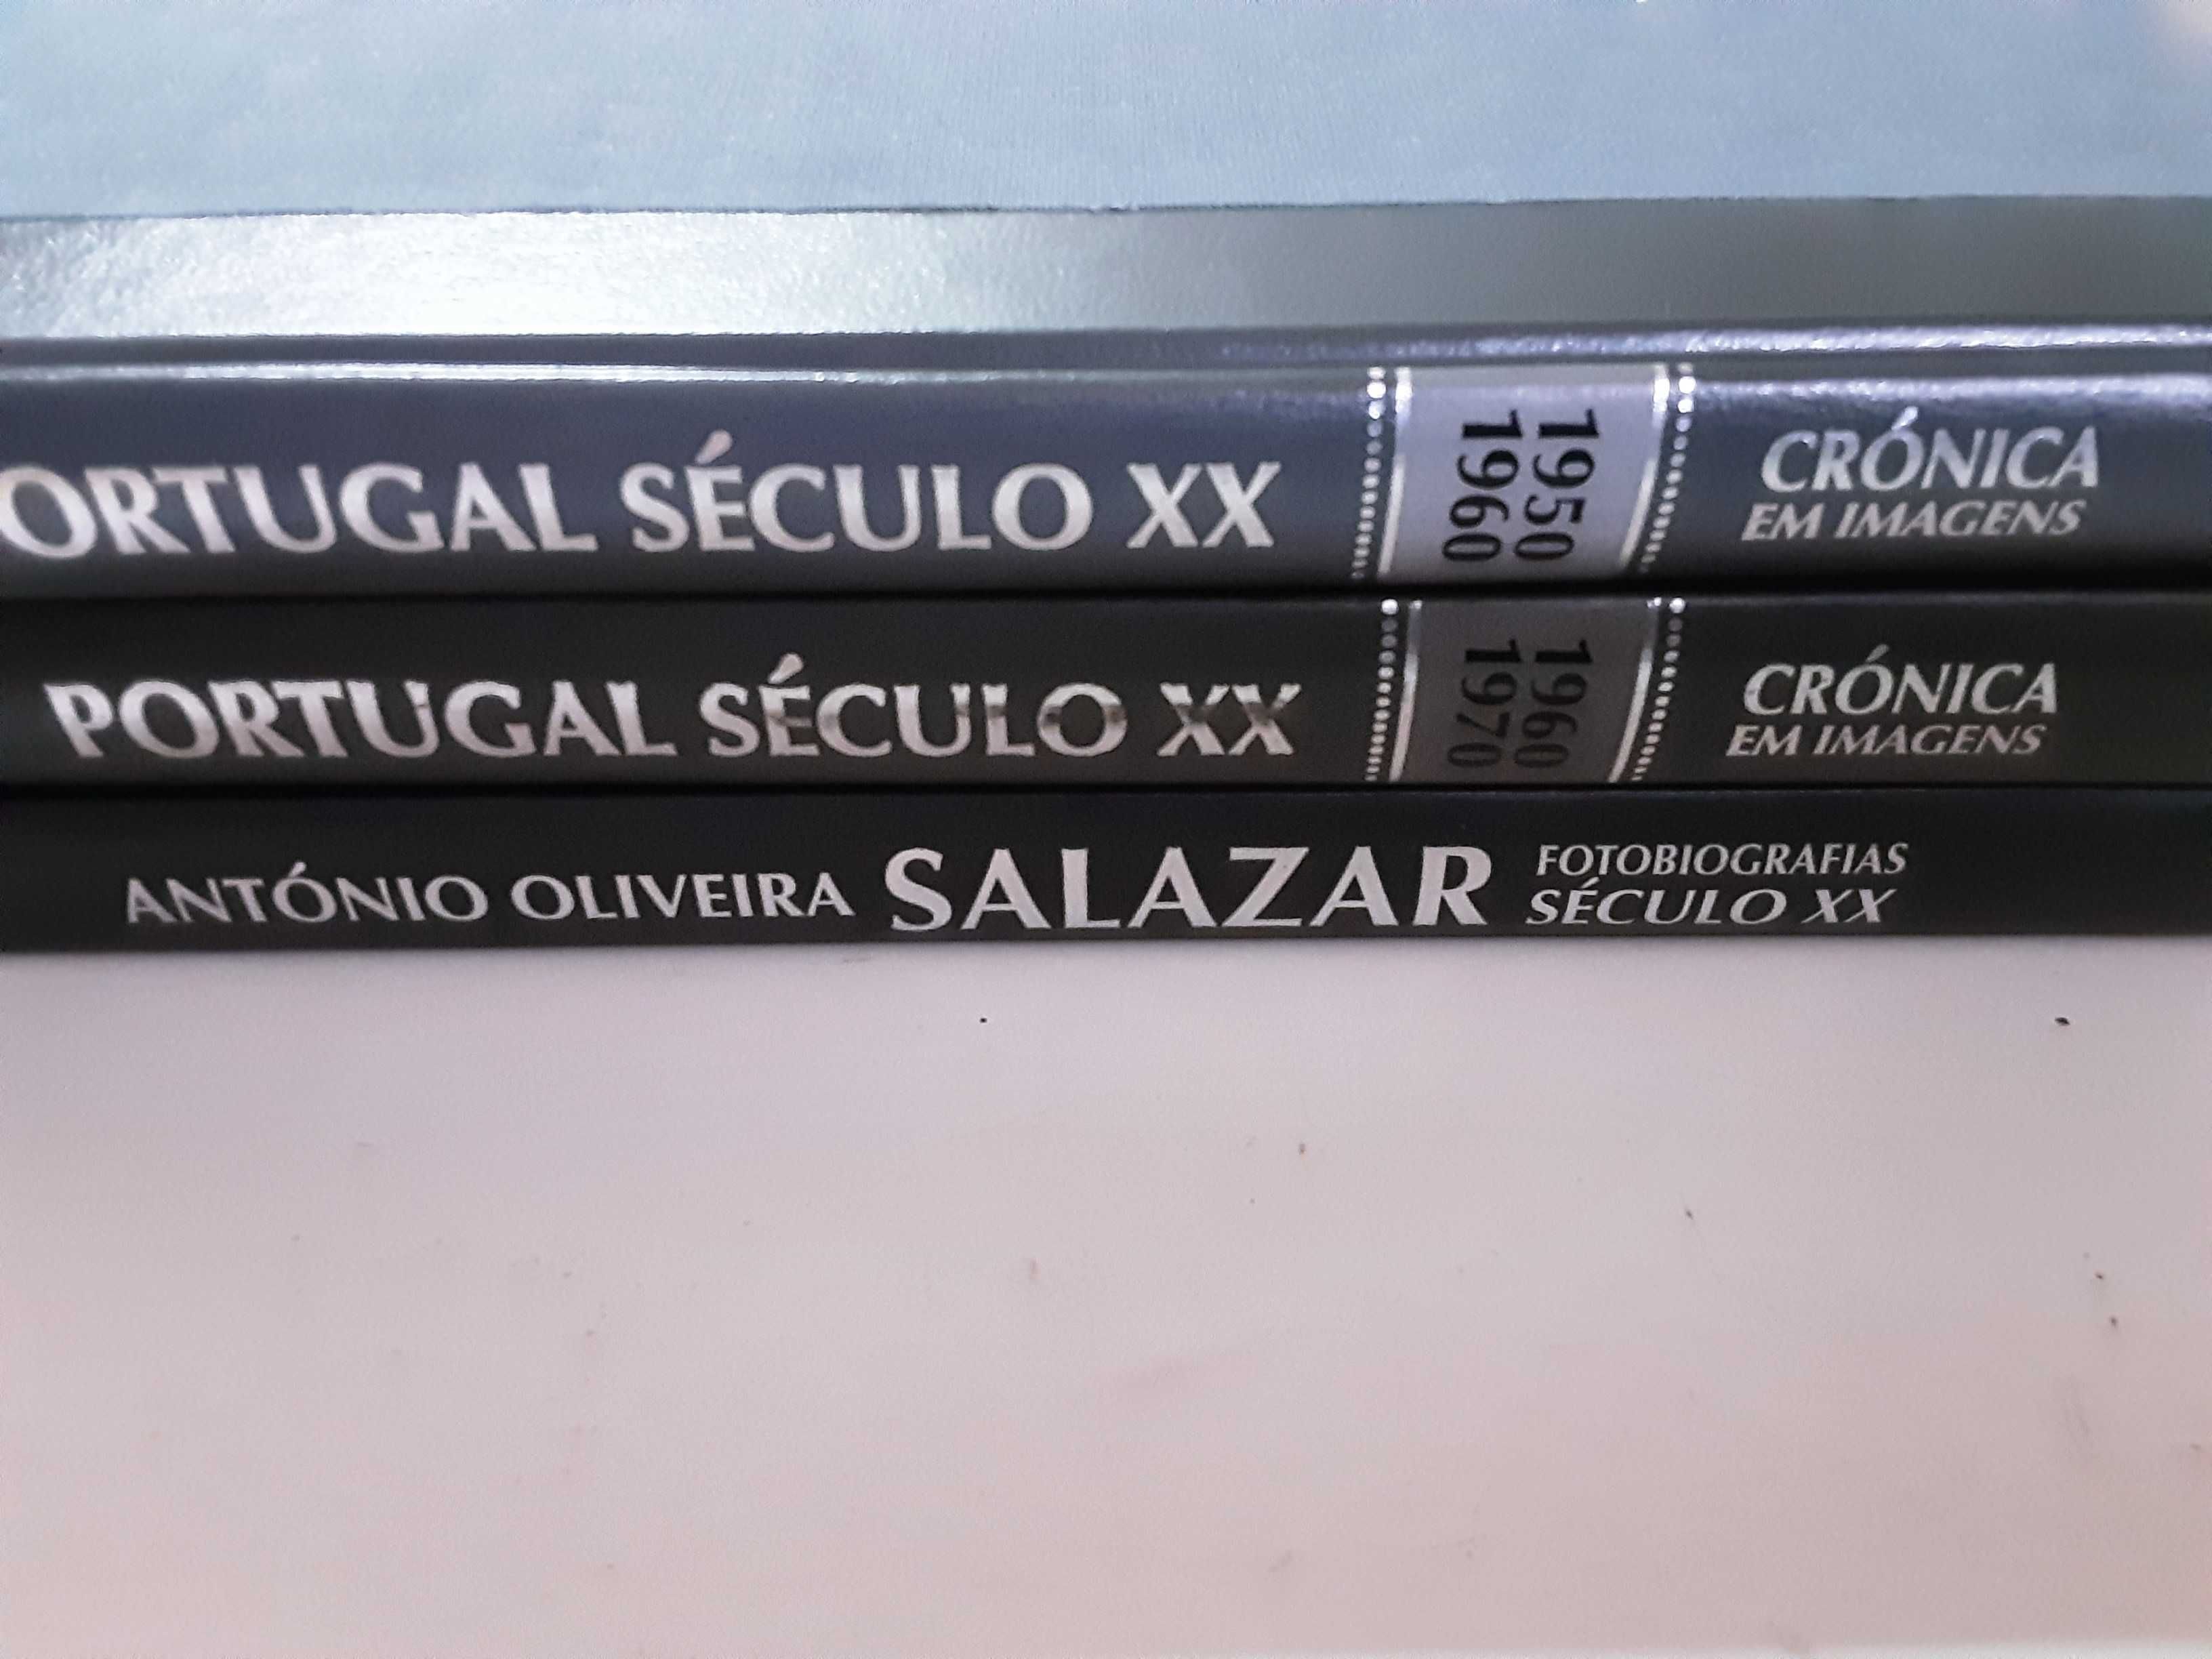 ORTUGAL SÉCULO XX
1950
1960
CRÓNICA
EM IMAGENS
PORTUGAL SÉCULO XX
1960
1970
CRÓNICA
EM IMAGENS
ANTÓNIO OLIVEIRA SALAZAR
FOTOBIOGRAFIAS
SÉCULO XX